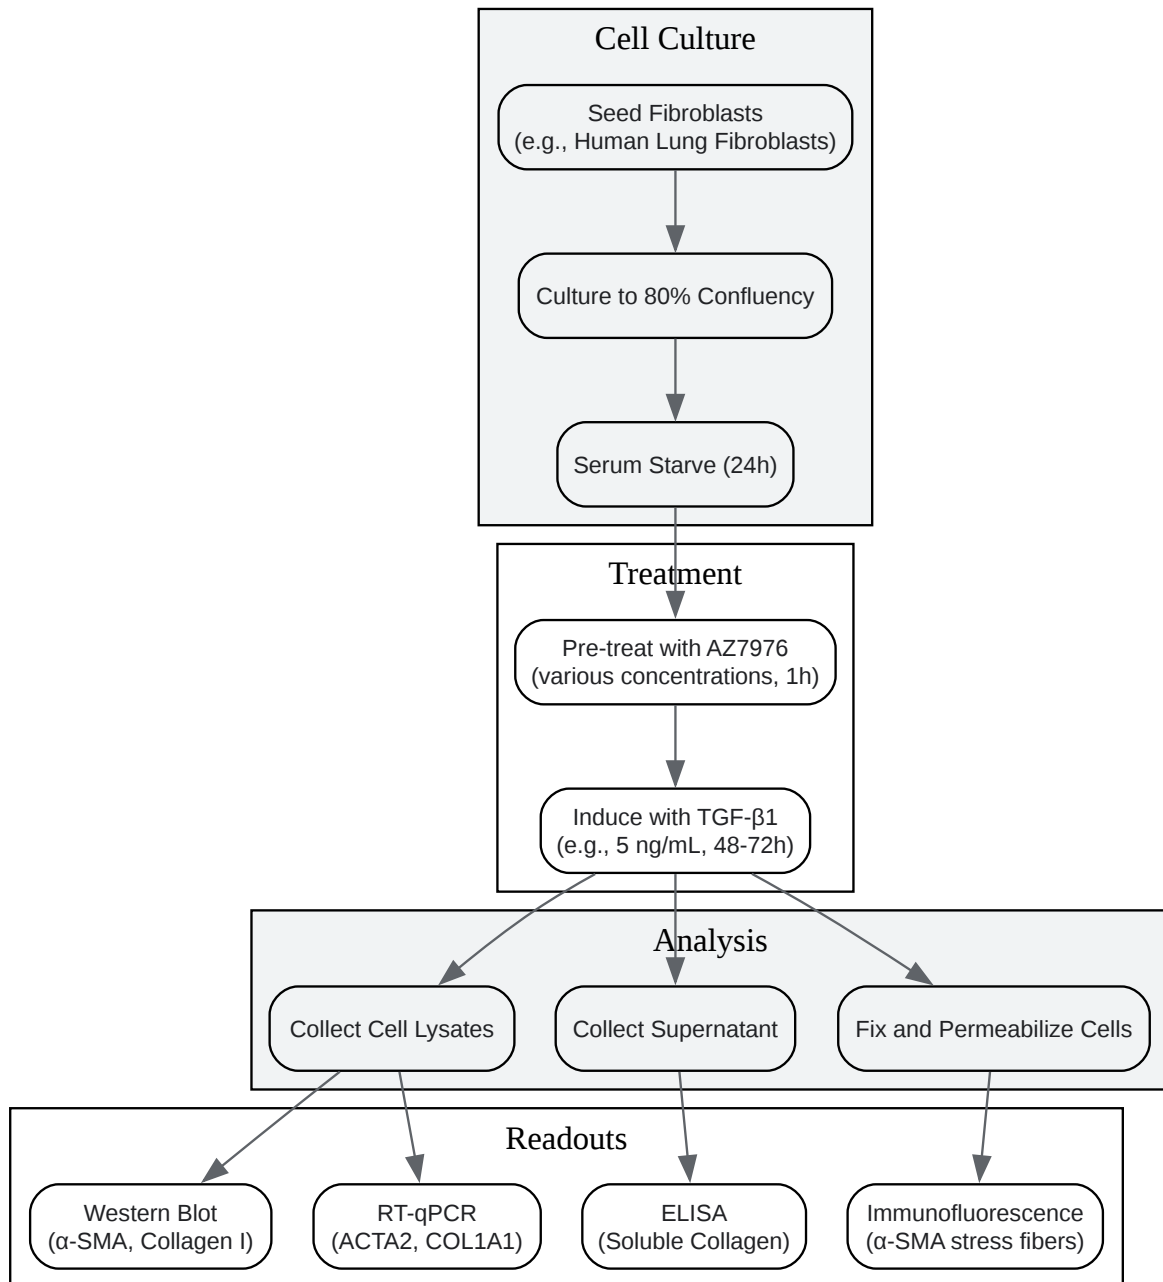 Cell Culture
Seed Fibroblasts
(e.g., Human Lung Fibroblasts)
Culture to 80% Confluency
Serum Starve (24h)
Treatment
Pre-treat with AZ7976
(various concentrations, 1h)
Induce with TGF-β1
(e.g., 5 ng/mL, 48-72h)
Analysis
Collect Cell Lysates
Collect Supernatant
Fix and Permeabilize Cells
Readouts
Western Blot
(α-SMA, Collagen I)
RT-qPCR
(ACTA2, COL1A1)
ELISA
(Soluble Collagen)
Immunofluorescence
(α-SMA stress fibers)